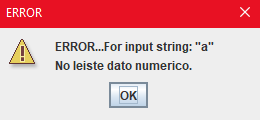 ERROR
ERROR...For input string: "a"
No leiste dato numerico.
OK